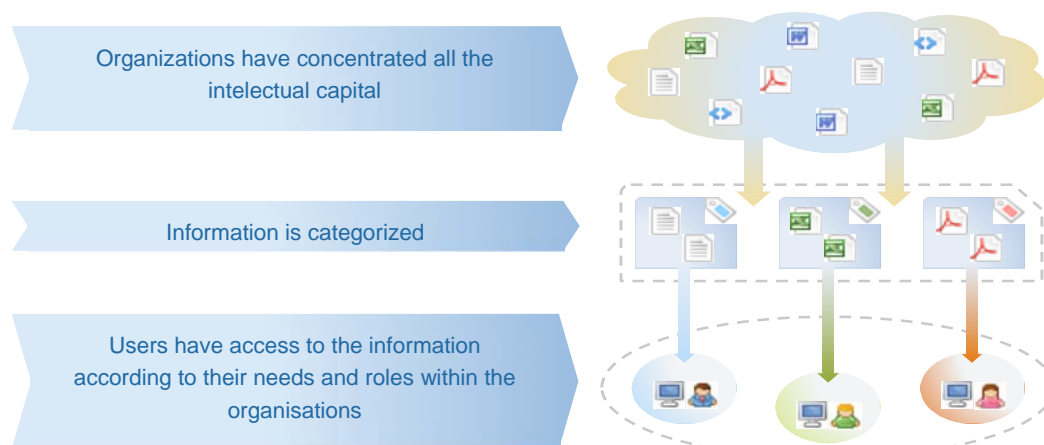 Organizations have concentrated all the
intelectual capital
Information is categorized
Users have access to the information
according to their needs and roles within the
organisations